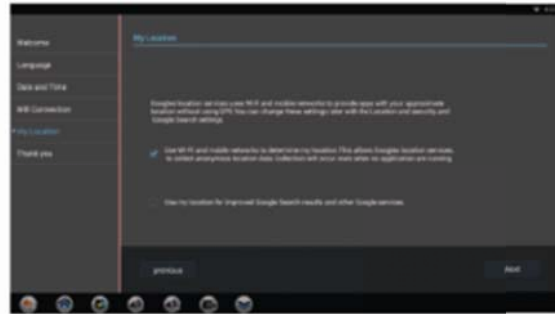 Welcome
My Location
Language
Date and Time
Wifi Connection
My Location
Thank you
Googles location services uses Wi-Fi and mobile networks to provide apps with your approximate
location without using GPS. You can change these settings later with the Location and security and
Google Search settings
Use Wi-Fi and mobile networks to determine my location. This allows Googles location services
to collect anonymous location data. Collection will occur even when no application are running
Use my location for improved Google Search results and other Google services.
previous
Next